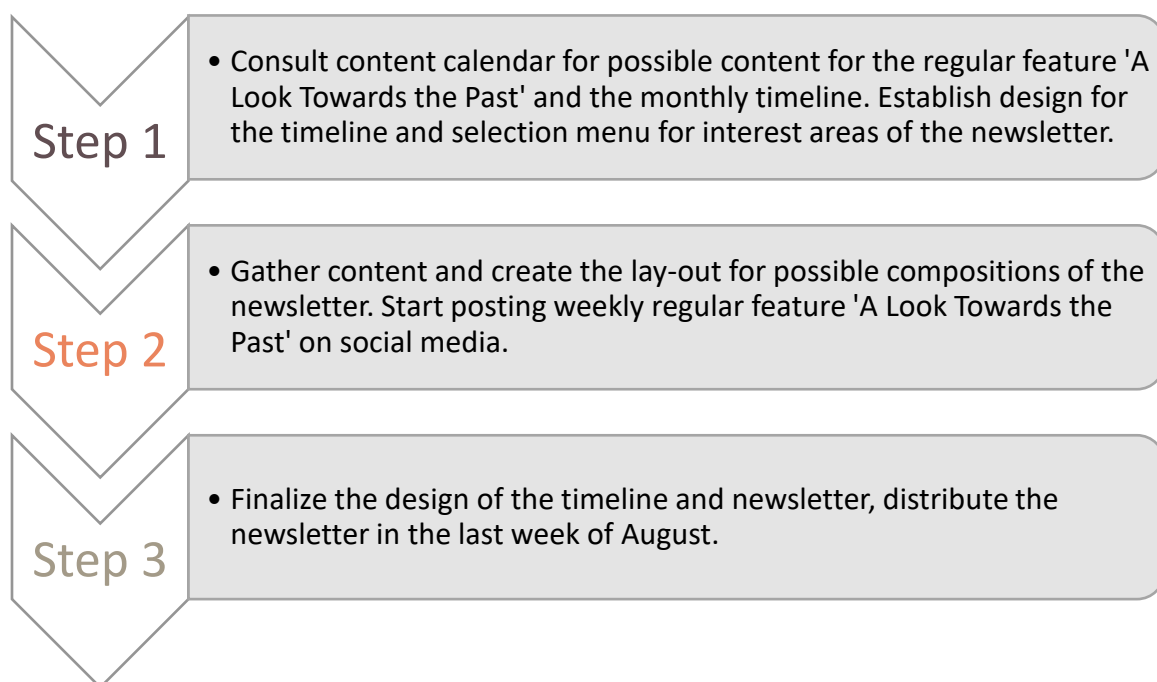 Step 1
• Consult content calendar for possible content for the regular feature 'A
Look Towards the Past' and the monthly timeline. Establish design for
the timeline and selection menu for interest areas of the newsletter.
Step 2
• Gather content and create the lay-out for possible compositions of the
newsletter. Start posting weekly regular feature 'A Look Towards the
Past' on social media.
Step 3
• Finalize the design of the timeline and newsletter, distribute the
newsletter in the last week of August.